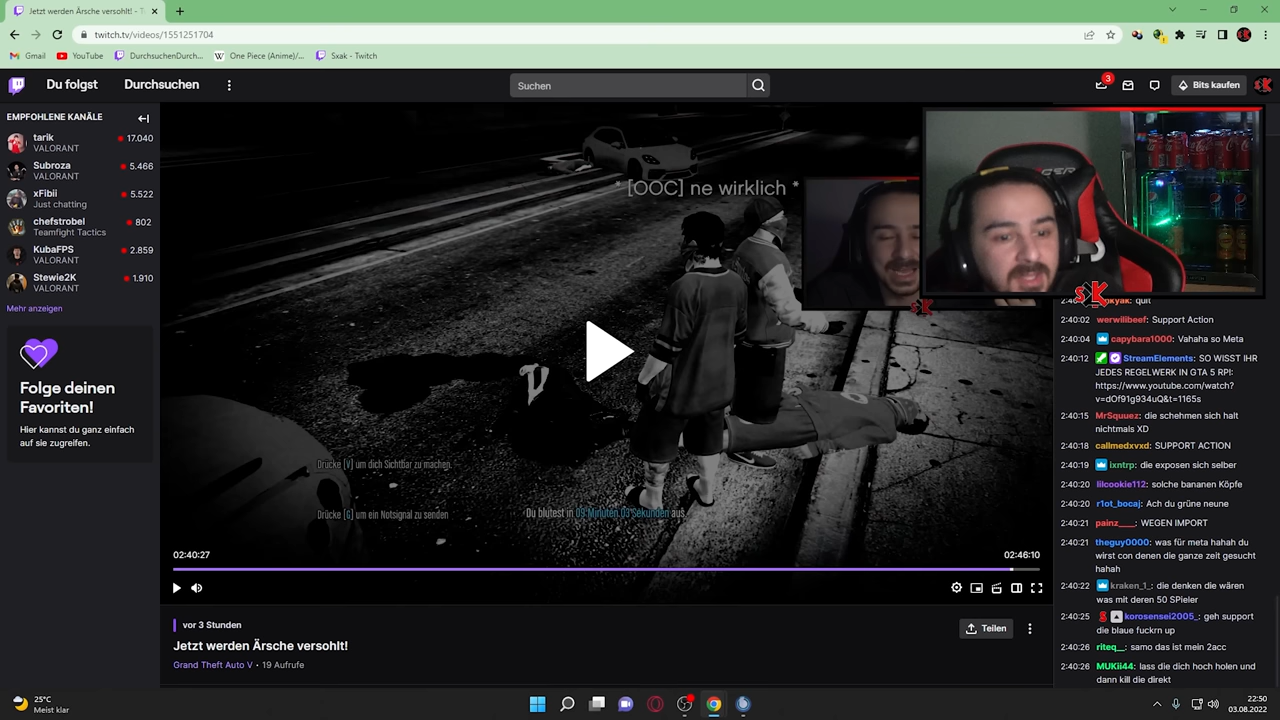 Jetzt werden Ärsche versohlt! - T
twitch.tv/videos/1551251704
Gmail
YouTube
DurchsuchenDurch...
One Piece (Anime)/...
Sxak - Twitch
Du folgst
Durchsuchen
Suchen
3
Bits kaufen
EMPFOHLENE KANÄLE
tarik
17.040
VALORANT
Subroza
5.466
VALORANT
xFibii
5.522
Just chatting
chefstrobel
802
Teamfight Tactics
KubaFPS
2.859
VALORANT
Stewie2K
1.910
VALORANT
Mehr anzeigen
Folge deinen
Favoriten!
Hier kannst du ganz einfach
auf sie zugreifen.
* [OOC] ne wirklich *
Drücke [V] um dich Sichtbar zu machen.
Drücke [G] um ein Notsignal zu senden
Du blutest in 09 Minuten 03 Sekunden aus
02:40:27
02:46:10
vor 3 Stunden
Jetzt werden Ärsche versohlt!
Grand Theft Auto V • 19 Aufrufe
Teilen
quit
2:40:02 werwilibeef: Support Action
2:40:04 capybara1000: Vahaha so Meta
2:40:12 StreamElements: SO WISST IHR
JEDES REGELWERK IN GTA 5 RPI:
https://www.youtube.com/watch?
v=dOf91g934uQ&t=1165s
2:40:15 MrSquuez: die schehmen sich halt
nichtmals XD
2:40:18 callmedxvxd: SUPPORT ACTION
2:40:19 ixntrp: die exposen sich selber
2:40:20 lilcookie112: solche bananen Köpfe
2:40:20 r1ot_bocaj: Ach du grüne neune
2:40:21 painz____: WEGEN IMPORT
2:40:21 theguy0000: was für meta hahah du
wirst con denen die ganze zeit gesucht
hahah
2:40:22 kraken_1_: die denken die wären
was mit deren 50 SPieler
2:40:25 korosensei2005_: geh support
die blaue fuckrn up
2:40:26 riteq__: samo das ist mein 2acc
2:40:26 MUKii44: lass die dich hoch holen und
dann kill die direkt
25°C
Meist klar
22:50
03.08.2022